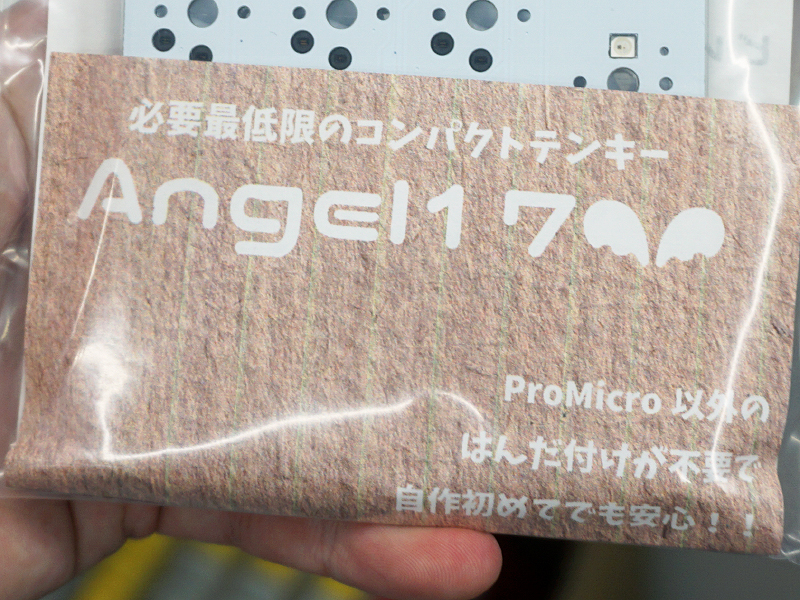 必要最低限のコンパクトテンキー
Angel17
ProMicro 以外の
はんだ付けが不要で
自作初めてでも安心！！